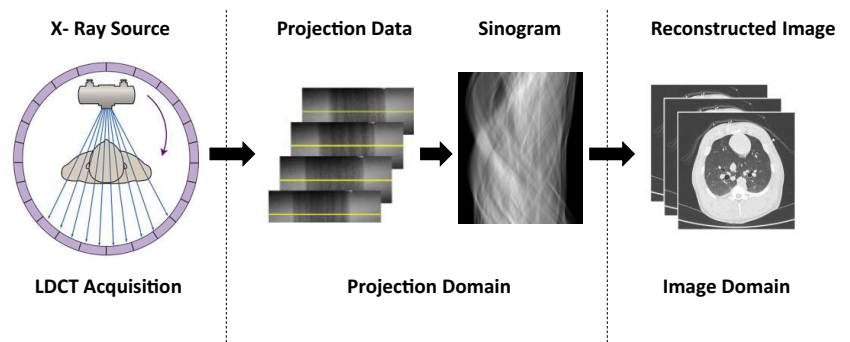 X- Ray Source
Projection Data
Sinogram
Reconstructed Image
LDCT Acquisition
Projection Domain
Image Domain